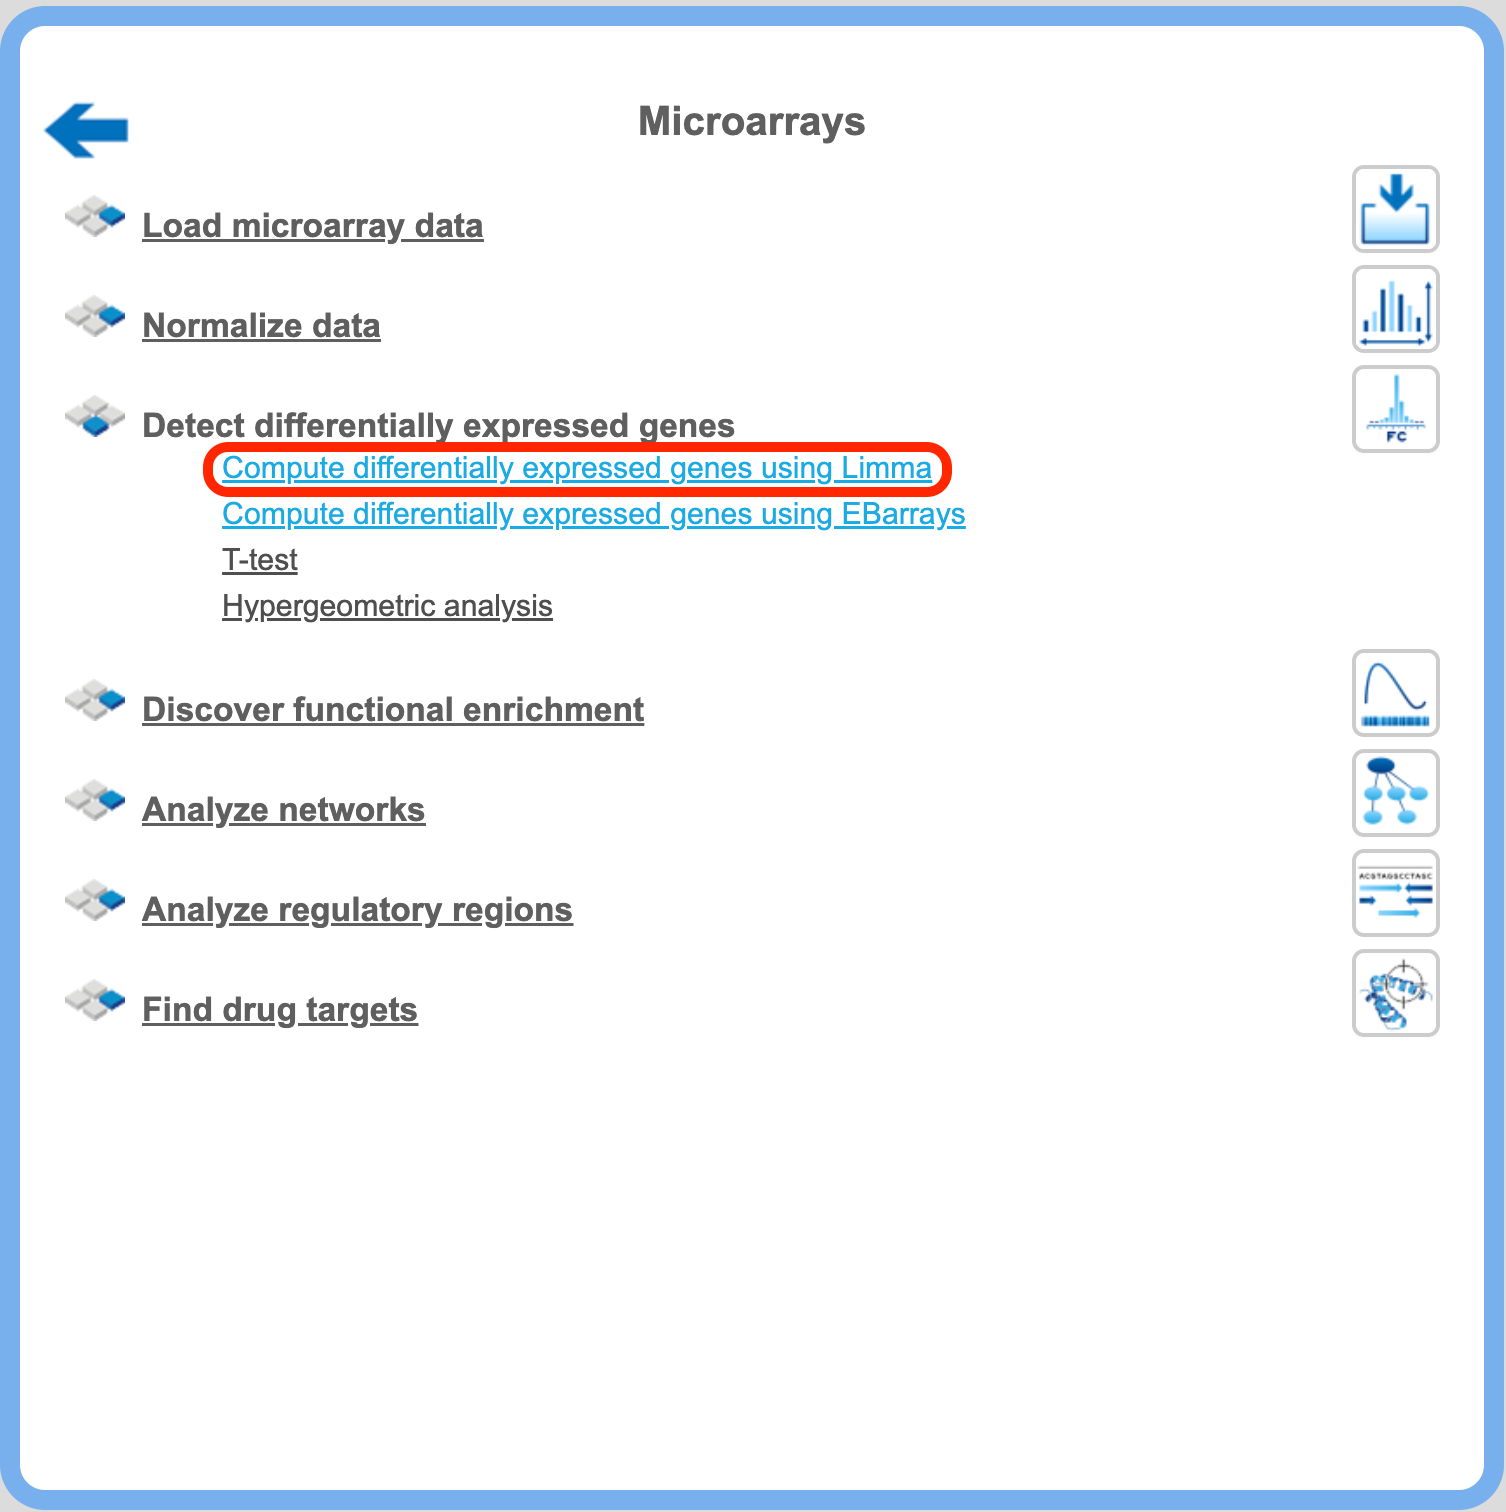 Microarrays
Load microarray data
Normalize data
Detect differentially expressed genes
FC
Compute differentially expressed genes using Limma
Compute differentially expressed genes using EBarrays
T-test
Hypergeometric analysis
Discover functional enrichment
Analyze networks
Analyze regulatory regions
ACGTAGGCCTAGC
Find drug targets